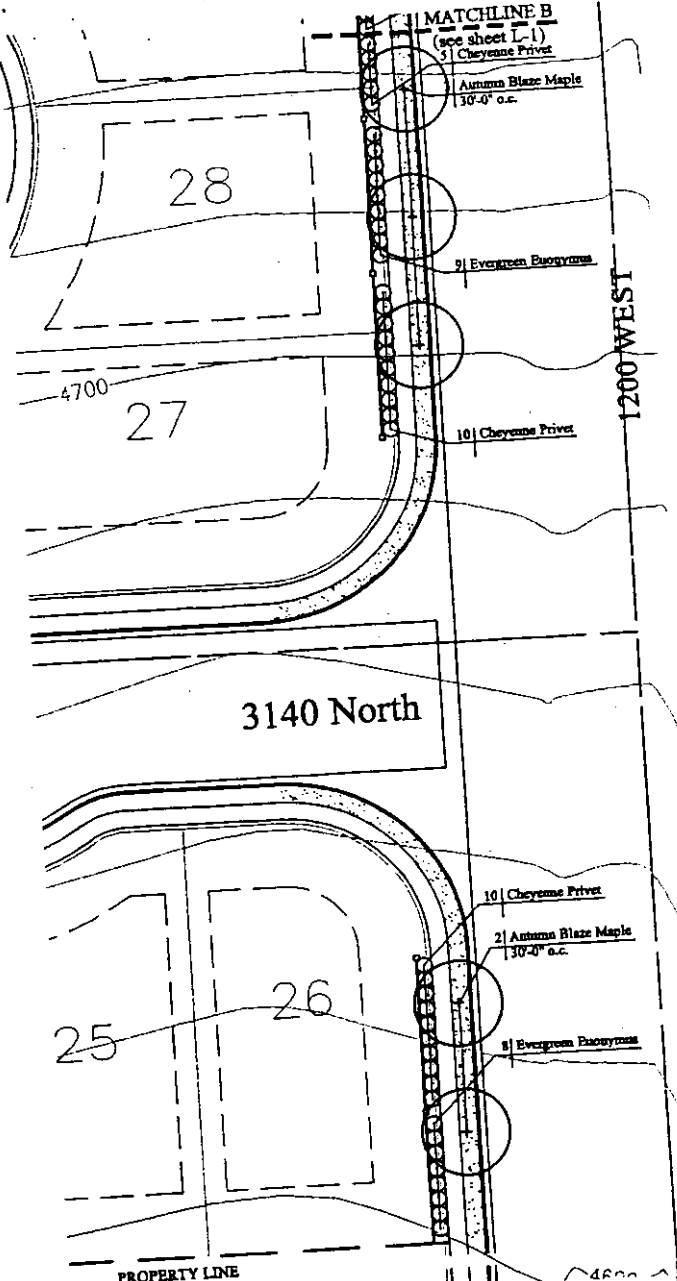 MATCHLINE B
(see sheet L-1)
5 Cheyenne Privet
Autumn Blaze Maple
30'-0" o.c.
28
9 Evergreen Euonymus
1200 WEST
4700
27
10 Cheyenne Privet
3140 North
10 Cheyenne Privet
2 Autumn Blaze Maple
30'-0" o.c.
26
25
8 Evergreen Euonymus
PROPERTY LINE